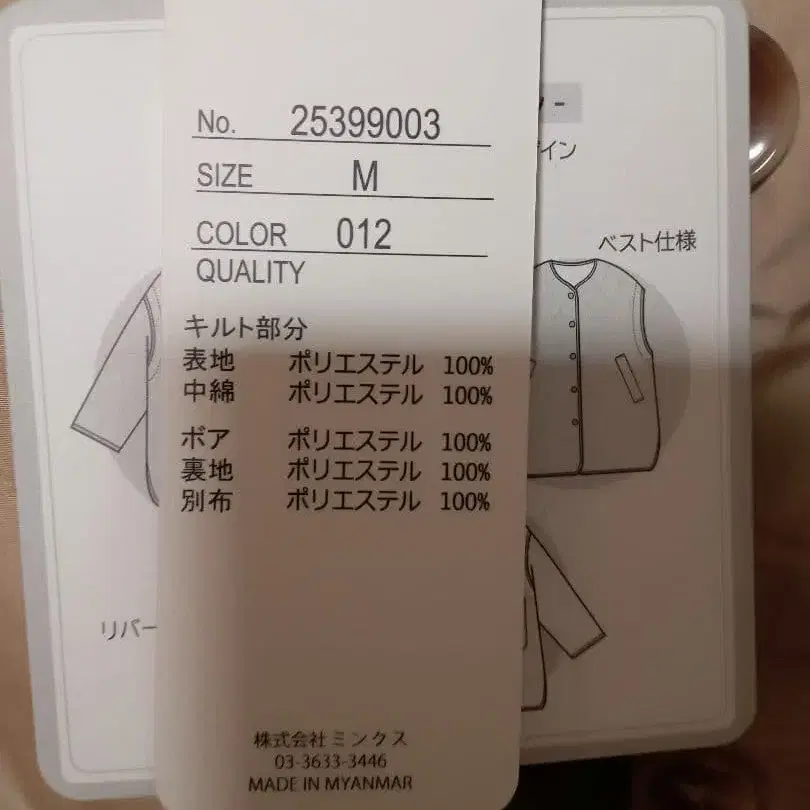 No. 25399003
SIZE M
COLOR 012
QUALITY
キルト部分
表地 ポリエステル 100%
中綿 ポリエステル 100%
ボア ポリエステル 100%
裏地 ポリエステル 100%
別布 ポリエステル 100%
株式会社ミンクス
03-3633-3446
MADE IN MYANMAR
イン
ベスト仕様
リバー